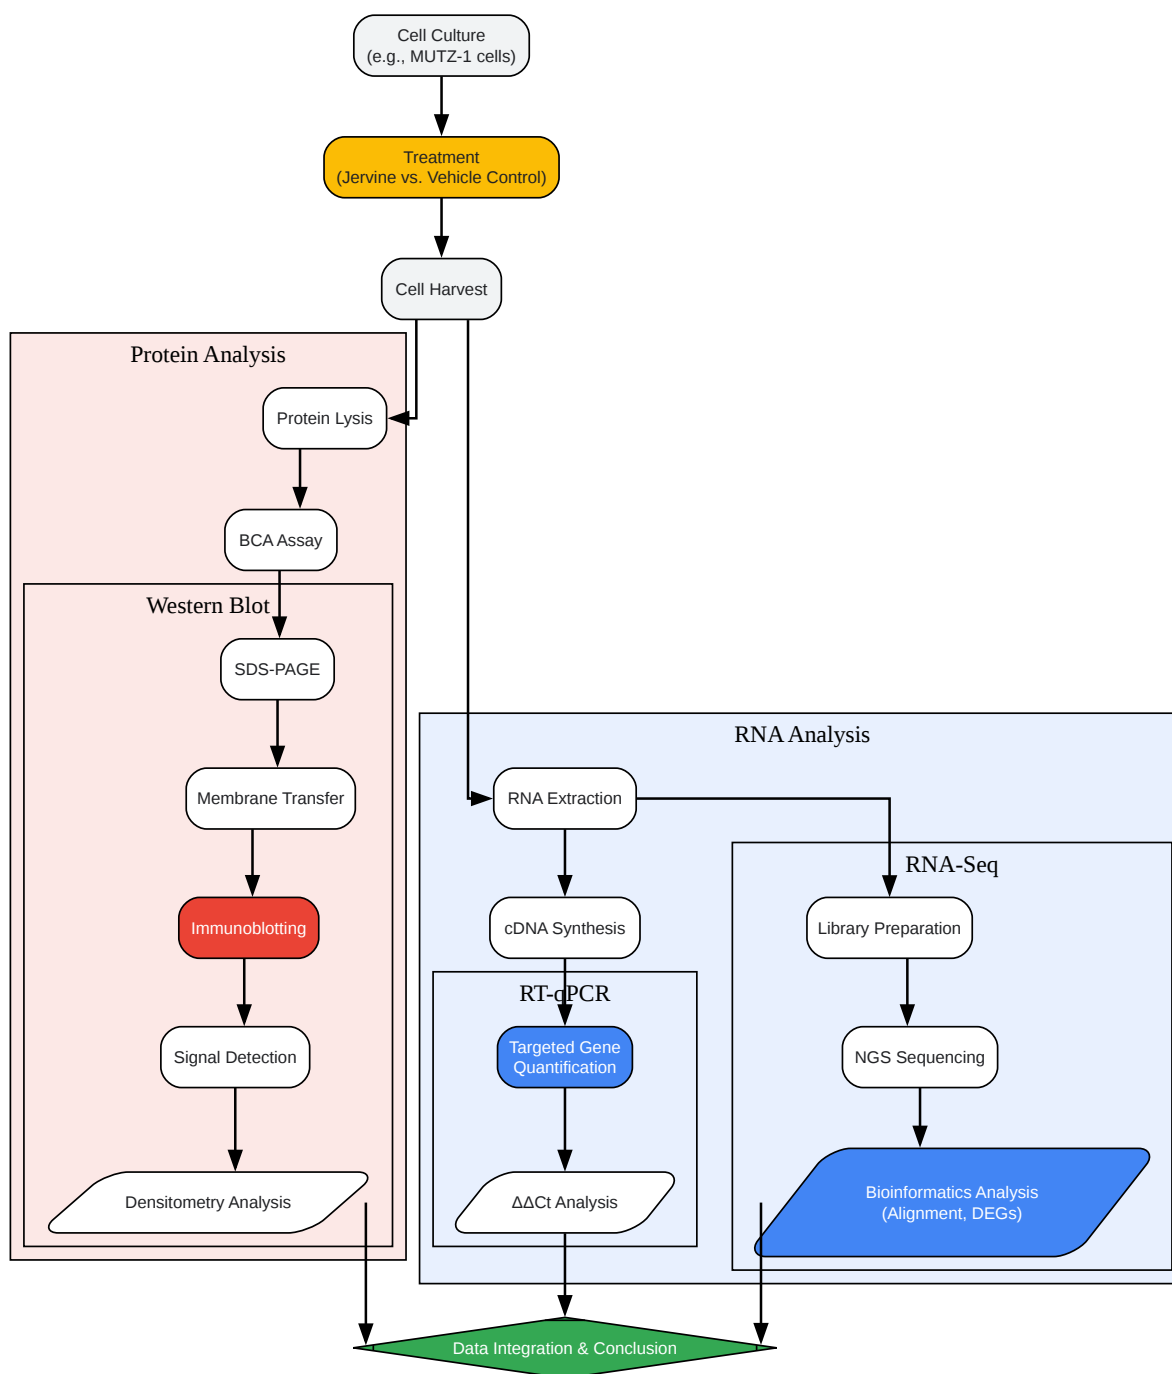 Cell Culture
(e.g., MUTZ-1 cells)
Treatment
(Jervine vs. Vehicle Control)
Cell Harvest
Protein Analysis
Protein Lysis
BCA Assay
Western Blot
SDS-PAGE
Membrane Transfer
Immunoblotting
Signal Detection
Densitometry Analysis
RNA Analysis
RNA Extraction
cDNA Synthesis
RT-qPCR
Targeted Gene
Quantification
ΔΔCt Analysis
RNA-Seq
Library Preparation
NGS Sequencing
Bioinformatics Analysis
(Alignment, DEGs)
Data Integration & Conclusion